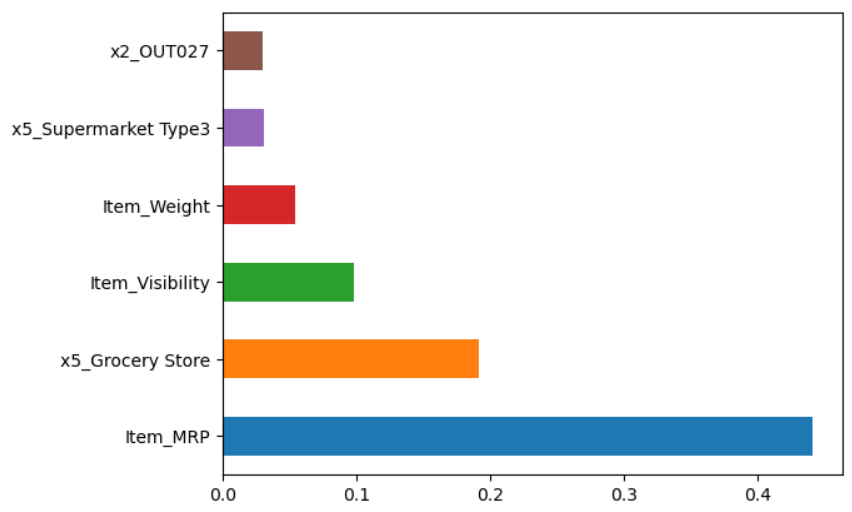 x2_OUT027
x5_Supermarket Type3
Item_Weight
Item_Visibility
x5_Grocery Store
Item_MRP
0.0 0.1 0.2 0.3 0.4